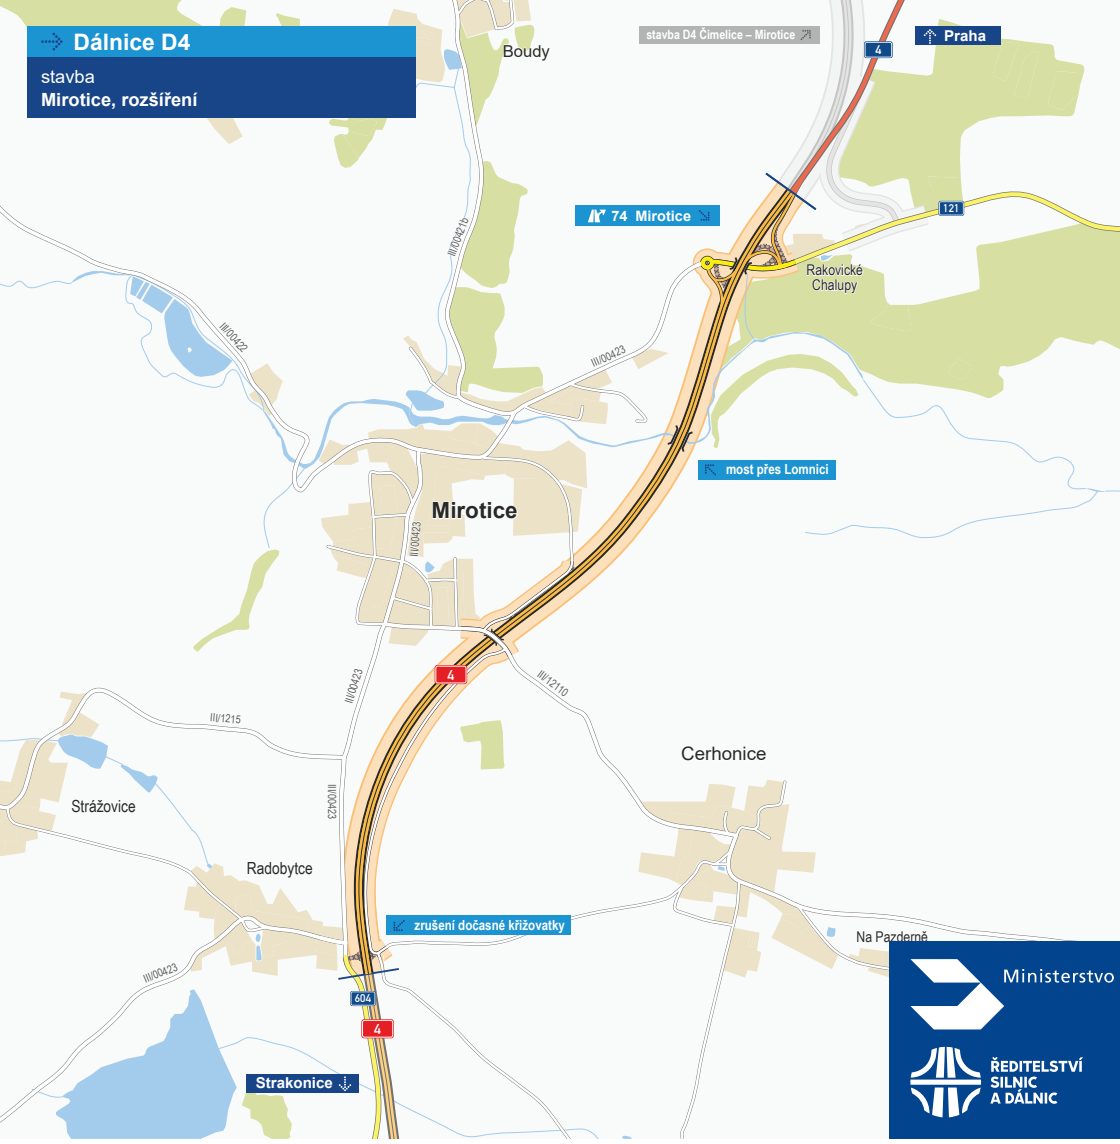 Dálnice D4
stavba
Mirotice, rozšíření
Boudy
stavba D4 Čimelice – Mirotice
4
Praha
74 Mirotice
121
Rakovické
Chalupy
III/00421b
III/00422
III/00423
most přes Lomnici
Mirotice
III/00423
4
III/12110
III/00423
III/1215
III/00423
Cerhonice
Strážovice
Radobytce
zrušení dočasné křižovatky
Na Pazderně
III/00423
604
4
Strakonice
Ministerstvo
ŘEDITELSTVÍ
SILNIC
A DÁLNIC